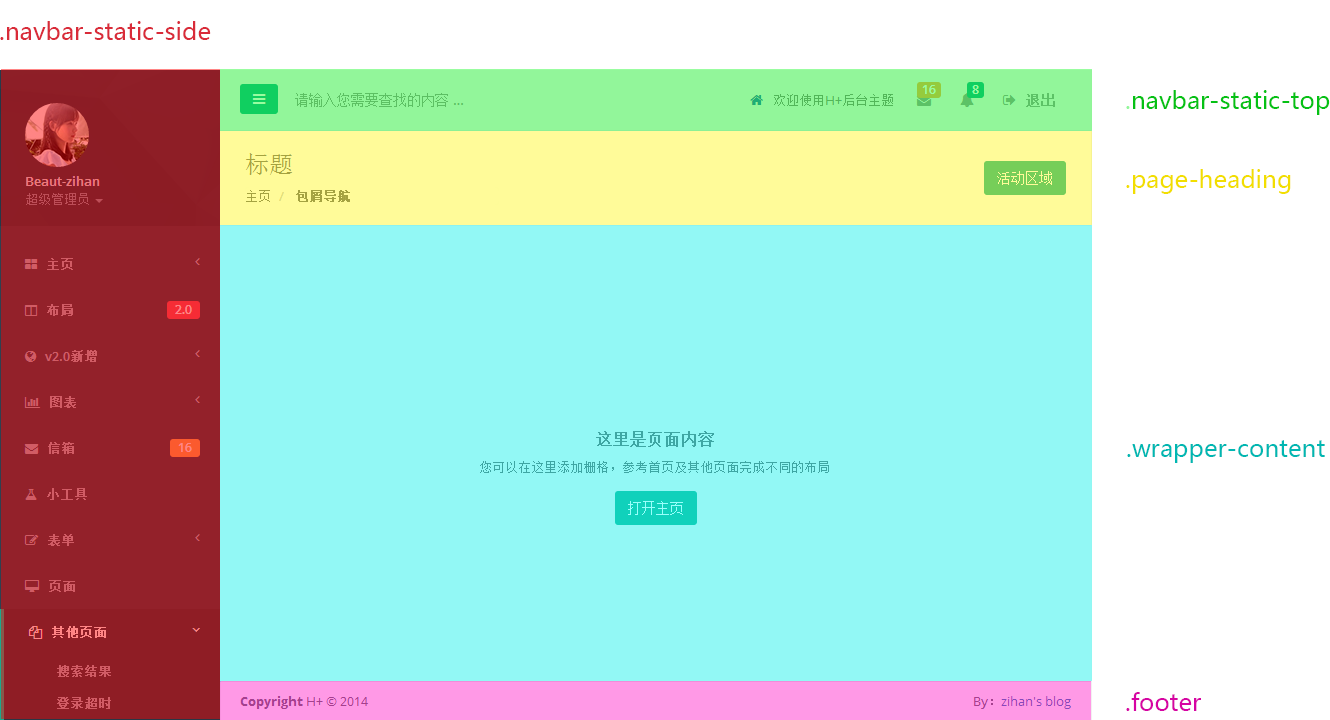 .navbar-static-side
Beaut-zihan
超级管理员
主页
布局 2.0
v2.0新增
图表
信箱 16
小工具
表单
页面
其他页面
搜索结果
登录超时
请输入您需要查找的内容 … 欢迎使用H+后台主题 16 8 退出
.navbar-static-top
标题
主页 / 包屑导航
活动区域
.page-heading
这里是页面内容
您可以在这里添加栅格，参考首页及其他页面完成不同的布局
打开主页
.wrapper-content
Copyright H+ © 2014 By：zihan's blog
.footer